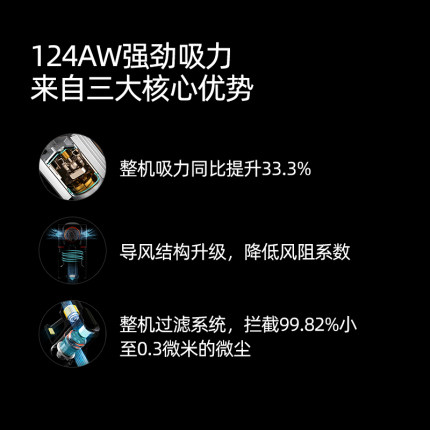 124AW强劲吸力
来自三大核心优势
整机吸力同比提升33.3%
导风结构升级，降低风阻系数
整机过滤系统，拦截99.82%小
至0.3微米的微尘